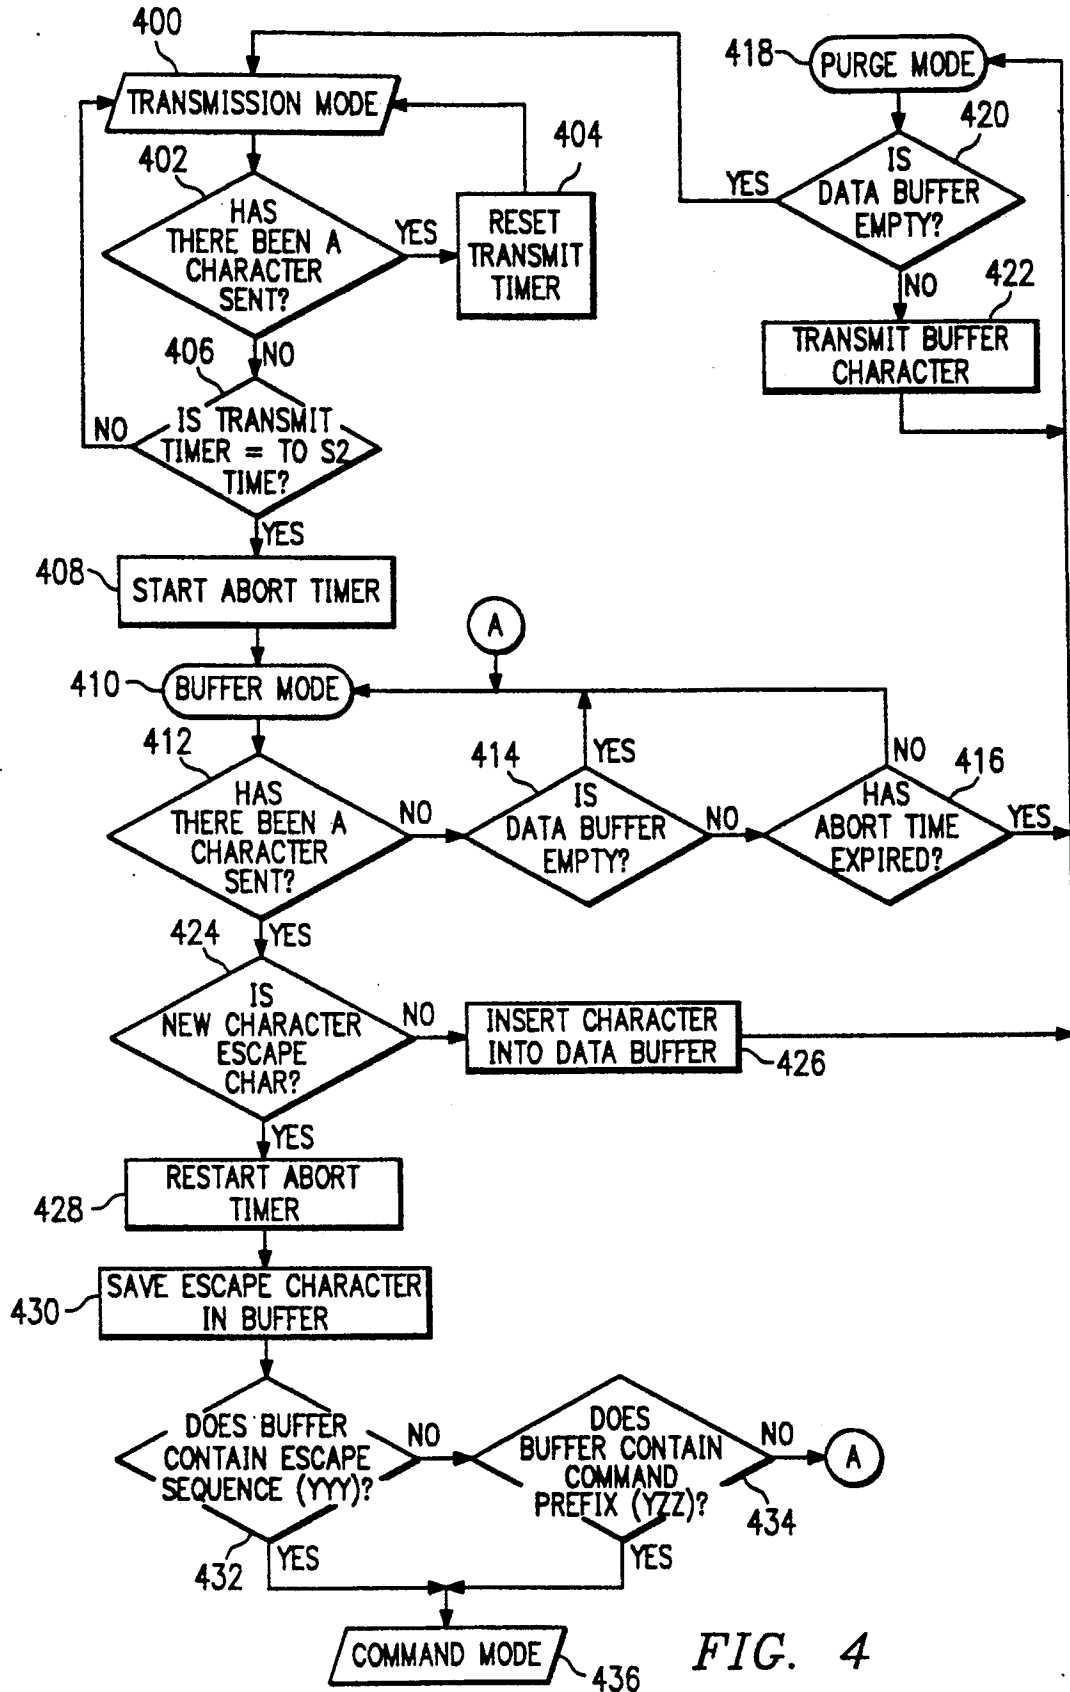 400
TRANSMISSION MODE
402
HAS
THERE BEEN A
CHARACTER
SENT?
YES
404
RESET
TRANSMIT
TIMER
NO
406
IS TRANSMIT
TIMER = TO S2
TIME?
NO
YES
408
START ABORT TIMER
418
PURGE MODE
420
IS
DATA BUFFER
EMPTY?
YES
NO
422
TRANSMIT BUFFER
CHARACTER
A
410
BUFFER MODE
412
HAS
THERE BEEN A
CHARACTER
SENT?
NO
414
YES
IS
DATA BUFFER
EMPTY?
NO
416
NO
HAS
ABORT TIME
EXPIRED?
YES
YES
424
IS
NEW CHARACTER
ESCAPE
CHAR?
NO
INSERT CHARACTER
INTO DATA BUFFER
426
YES
428
RESTART ABORT
TIMER
430
SAVE ESCAPE CHARACTER
IN BUFFER
DOES BUFFER
CONTAIN ESCAPE
SEQUENCE (YYY)?
NO
432
YES
DOES
BUFFER CONTAIN
COMMAND
PREFIX (YZZ)?
NO
A
434
YES
COMMAND MODE
436
FIG. 4